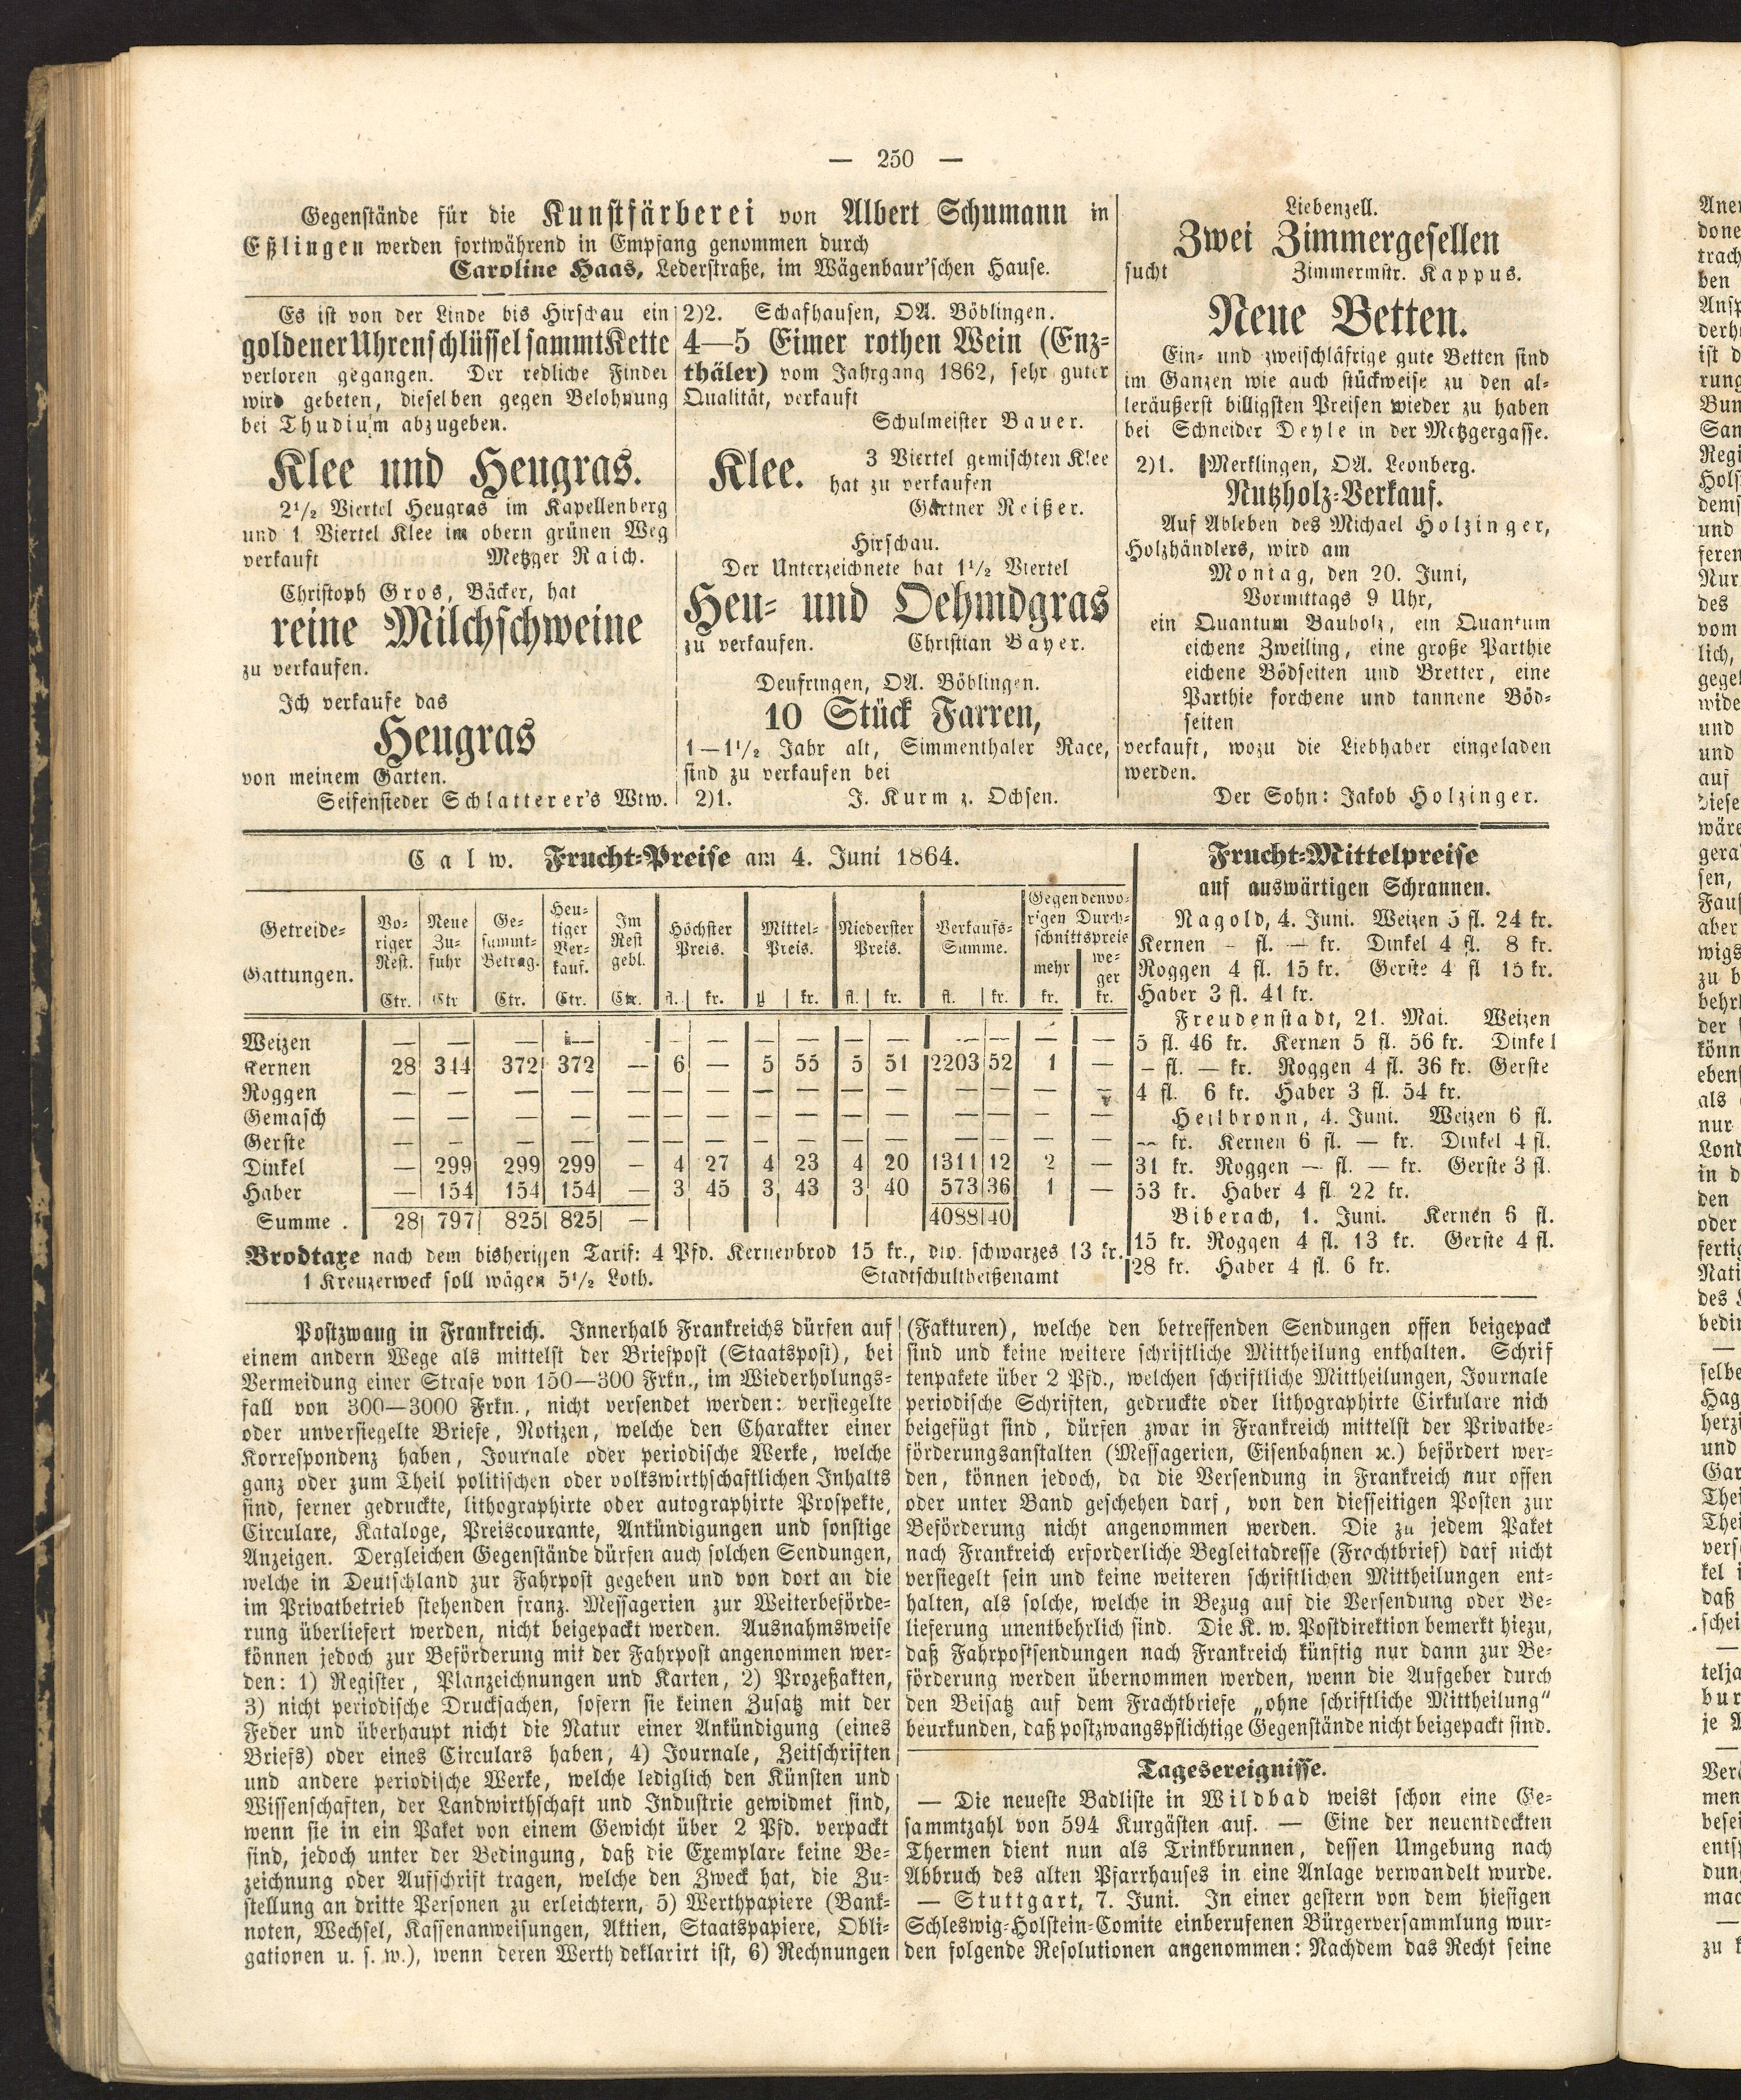 — 250 —
Gegenstände für die Kunstfärberei von Albert Schumann in
Eßlingen werden fortwährend in Empfang genommen durch
Caroline Haas, Lederstraße, im Wägenbaur'schen Hause.
Es ist von der Linde bis Hirschau ein
goldener Uhrenschlüssel sammt Kette
verloren gegangen. Der redliche Finder
wird gebeten, dieselben gegen Belohnung
bei Thudium abzugeben.
Klee und Heugras.
2½ Viertel Heugras im Kapellenberg
und 1 Viertel Klee im obern grünen Weg
verkauft Metzger Raich.
Christoph Gros, Bäcker, hat
reine Milchschweine
zu verkaufen.
Ich verkaufe das
Heugras
von meinem Garten.
Seifensieder Schlatterer's Wtw.
2)2. Schafhausen, OA. Böblingen.
4—5 Eimer rothen Wein (Enz-
thäler) vom Jahrgang 1862, sehr guter
Qualität, verkauft
Schulmeister Bauer.
Klee. 3 Viertel gemischten Klee
hat zu verkaufen
Gärtner Reißer.
Hirschau.
Der Unterzeichnete hat 1½ Viertel
Heu- und Oehmdgras
zu verkaufen. Christian Bayer.
Deufringen, OA. Böblingen.
10 Stück Farren,
1—1½ Jahr alt, Simmenthaler Race,
sind zu verkaufen bei
2)1. J. Kurm z. Ochsen.
Liebenzell.
Zwei Zimmergesellen
sucht Zimmermstr. Kappus.
Neue Betten.
Ein- und zweischläfrige gute Betten sind
im Ganzen wie auch stückweise zu den al-
leräußerst billigsten Preisen wieder zu haben
bei Schneider Deyle in der Metzgergasse.
2)1. Merklingen, OA. Leonberg.
Nutzholz-Verkauf.
Auf Ableben des Michael Holzinger,
Holzhändlers, wird am
Montag, den 20. Juni,
Vormittags 9 Uhr,
ein Quantum Bauholz, ein Quantum
eichene Zweiling, eine große Parthie
eichene Bödseiten und Bretter, eine
Parthie forchene und tannene Böd-
seiten
verkauft, wozu die Liebhaber eingeladen
werden.
Der Sohn: Jakob Holzinger.
Calw. Frucht-Preise am 4. Juni 1864.
Getreide-Gattungen. Voriger Rest. Neue Zufuhr Gesammt-Betrag. Heutiger Verkauf. Im Rest gebl. Höchster Preis. Mittel-Preis. Niederster Preis. Verkaufs-Summe. Gegen den vorigen Durchschnittspreis mehr weger
Ctr. Ctr Ctr. Ctr. Ctr. fl. kr. fl kr. fl. kr. fl. kr. kr. kr.
Weizen — — — — — — — — — — — — — — —
Kernen 28 344 372 372 — 6 — 5 55 5 51 2203 52 1 —
Roggen — — — — — — — — — — — — — — —
Gemasch — — — — — — — — — — — — — — —
Gerste — — — — — — — — — — — — — — —
Dinkel — 299 299 299 — 4 27 4 23 4 20 1311 12 2 —
Haber — 154 154 154 — 3 45 3 43 3 40 573 36 1 —
Summe . 28 797 825 825 — 4088 40
Brodtaxe nach dem bisherigen Tarif: 4 Pfd. Kernenbrod 15 kr., dto. schwarzes 13 kr.
1 Kreuzerweck soll wägen 5½ Loth. Stadtschultheißenamt
Frucht-Mittelpreise
auf auswärtigen Schrannen.
Nagold, 4. Juni. Weizen 5 fl. 24 kr.
Kernen - fl. — kr. Dinkel 4 fl. 8 kr.
Roggen 4 fl. 15 kr. Gerste 4 fl 15 kr.
Haber 3 fl. 41 kr.
Freudenstadt, 21. Mai. Weizen
5 fl. 46 kr. Kernen 5 fl. 56 kr. Dinkel
- fl. — kr. Roggen 4 fl. 36 kr. Gerste
4 fl. 6 kr. Haber 3 fl. 54 kr.
Heilbronn, 4. Juni. Weizen 6 fl.
— kr. Kernen 6 fl. — kr. Dinkel 4 fl.
31 kr. Roggen — fl. — kr. Gerste 3 fl.
53 kr. Haber 4 fl 22 kr.
Biberach, 1. Juni. Kernen 6 fl.
15 kr. Roggen 4 fl. 13 kr. Gerste 4 fl.
28 kr. Haber 4 fl. 6 kr.
Postzwang in Frankreich. Innerhalb Frankreichs dürfen auf
einem andern Wege als mittelst der Briefpost (Staatspost), bei
Vermeidung einer Strafe von 150—300 Frkn., im Wiederholungs-
fall von 300—3000 Frkn., nicht versendet werden: versiegelte
oder unversiegelte Briefe, Notizen, welche den Charakter einer
Korrespondenz haben, Journale oder periodische Werke, welche
ganz oder zum Theil politischen oder volkswirthschaftlichen Inhalts
sind, ferner gedruckte, lithographirte oder autographirte Prospekte,
Circulare, Kataloge, Preiscourante, Ankündigungen und sonstige
Anzeigen. Dergleichen Gegenstände dürfen auch solchen Sendungen,
welche in Deutschland zur Fahrpost gegeben und von dort an die
im Privatbetrieb stehenden franz. Messagerien zur Weiterbeförde-
rung überliefert werden, nicht beigepackt werden. Ausnahmsweise
können jedoch zur Beförderung mit der Fahrpost angenommen wer-
den: 1) Register, Planzeichnungen und Karten, 2) Prozeßakten,
3) nicht periodische Drucksachen, sofern sie keinen Zusatz mit der
Feder und überhaupt nicht die Natur einer Ankündigung (eines
Briefs) oder eines Circulars haben, 4) Journale, Zeitschriften
und andere periodische Werke, welche lediglich den Künsten und
Wissenschaften, der Landwirthschaft und Industrie gewidmet sind,
wenn sie in ein Paket von einem Gewicht über 2 Pfd. verpackt
sind, jedoch unter der Bedingung, daß die Exemplare keine Be-
zeichnung oder Aufschrift tragen, welche den Zweck hat, die Zu-
stellung an dritte Personen zu erleichtern, 5) Werthpapiere (Bank-
noten, Wechsel, Kassenanweisungen, Aktien, Staatspapiere, Obli-
gationen u. s. w.), wenn deren Werth deklarirt ist, 6) Rechnungen
(Fakturen), welche den betreffenden Sendungen offen beigepack
sind und keine weitere schriftliche Mittheilung enthalten. Schrif
tenpakete über 2 Pfd., welchen schriftliche Mittheilungen, Journale
periodische Schriften, gedruckte oder lithographirte Cirkulare nich
beigefügt sind, dürfen zwar in Frankreich mittelst der Privatbe-
förderungsanstalten (Messagerien, Eisenbahnen ꝛc.) befördert wer-
den, können jedoch, da die Versendung in Frankreich nur offen
oder unter Band geschehen darf, von den diesseitigen Posten zur
Beförderung nicht angenommen werden. Die zu jedem Paket
nach Frankreich erforderliche Begleitadresse (Frachtbrief) darf nicht
versiegelt sein und keine weiteren schriftlichen Mittheilungen ent-
halten, als solche, welche in Bezug auf die Versendung oder Be-
lieferung unentbehrlich sind. Die K. w. Postdirektion bemerkt hiezu,
daß Fahrpostsendungen nach Frankreich künftig nur dann zur Be-
förderung werden übernommen werden, wenn die Aufgeber durch
den Beisatz auf dem Frachtbriefe „ohne schriftliche Mittheilung“
beurkunden, daß postzwangspflichtige Gegenstände nicht beigepackt sind.
Tagesereignisse.
— Die neueste Badliste in Wildbad weist schon eine Ge-
sammtzahl von 594 Kurgästen auf. — Eine der neuentdeckten
Thermen dient nun als Trinkbrunnen, dessen Umgebung nach
Abbruch des alten Pfarrhauses in eine Anlage verwandelt wurde.
— Stuttgart, 7. Juni. In einer gestern von dem hiesigen
Schleswig-Holstein-Comite einberufenen Bürgerversammlung wur-
den folgende Resolutionen angenommen: Nachdem das Recht seine